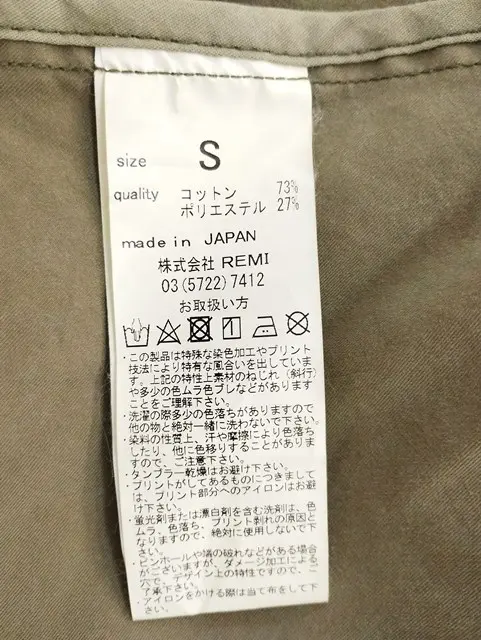 size S
quality コットン 73%
ポリエステル 27%
made in JAPAN
株式会社 REMI
03(5722)7412
お取扱い方
・この製品は特殊な染色加工やプリント
技法により特有な風合いを出していま
す。上記の特性上素材のねじれ(斜行)
や多少の色ムラ色ブレなどがあります
ことをご理解下さい。
・洗濯の際多少の色落ちがありますので
他の物と絶対一緒に洗わないで下さい。
・染料の性質上、汗や摩擦により色落ち
したり、他に色移りすることがありま
すので、ご注意下さい。
・タンブラー乾燥はお避け下さい。
・プリントがしてあるものにつきまして
は、プリント部分へのアイロンはお避
け下さい。
・蛍光剤または漂白剤を含む洗剤は、色
ムラ、色落ち、プリント剥れの原因と
なりますので、絶対に使用しないで下
さい。
・ピンホールや端の破れなどがある場合
がございますが、ダメージ加工による
穴で、デザイン上の特性ですので、ご
了承下さい。
・アイロンをかける際は当て布をして下
さい。